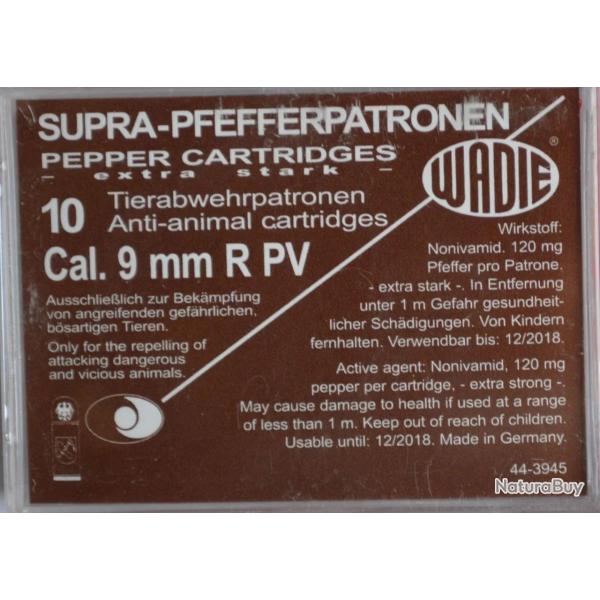 SUPRA-PFEFFERPATRONEN
PEPPER CARTRIDGES
- extra stark -
WADIE
®
10 Tierabwehrpatronen
Anti-animal cartridges
Cal. 9 mm R PV
Ausschließlich zur Bekämpfung
von angreifenden gefährlichen,
bösartigen Tieren.
Only for the repelling of
attacking dangerous
and vicious animals.
Wirkstoff:
Nonivamid. 120 mg
Pfeffer pro Patrone.
- extra stark -. In Entfernung
unter 1 m Gefahr gesundheit-
licher Schädigungen. Von Kindern
fernhalten. Verwendbar bis: 12/2018.
Active agent: Nonivamid, 120 mg
pepper per cartridge, - extra strong -.
May cause damage to health if used at a range
of less than 1 m. Keep out of reach of children.
Usable until: 12/2018. Made in Germany.
44-3945
NaturaBuy